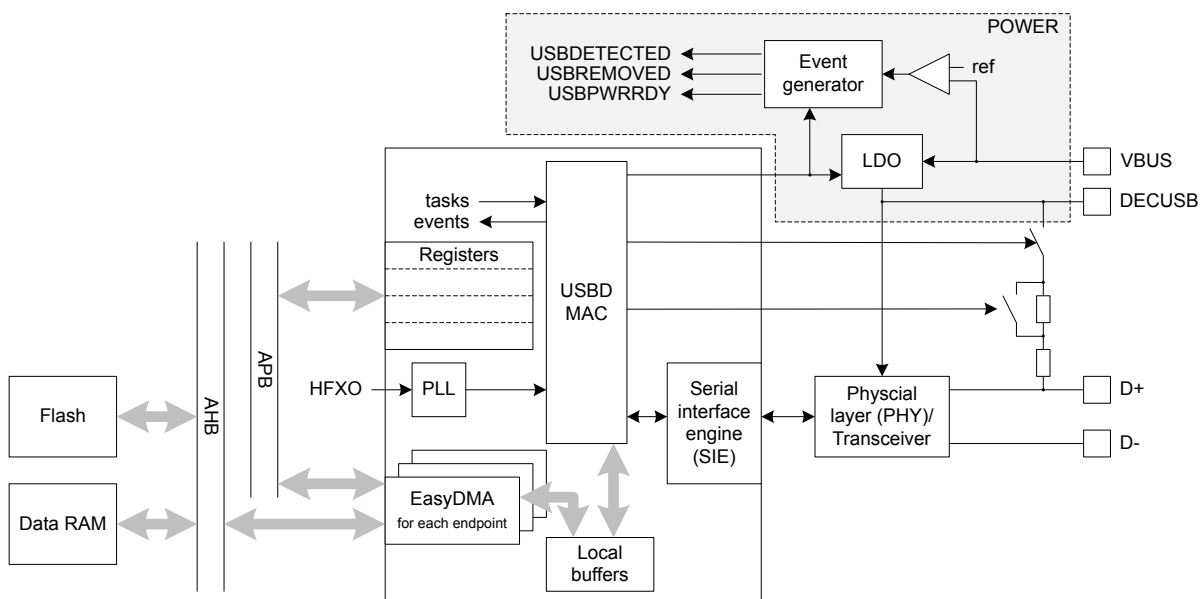 POWER
USBDETECTED
USBREMOVED
USBPWRRDY
Event
generator
ref
LDO
VBUS
DECUSB
tasks
events
Registers
USBD
MAC
APB
AHB
HFXO
PLL
Flash
Serial
interface
engine
(SIE)
Physcial
layer (PHY)/
Transceiver
D+
D-
Data RAM
EasyDMA
for each endpoint
Local
buffers